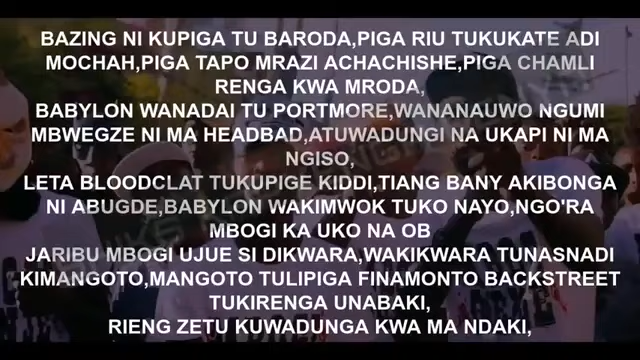 BAZING NI KUPIGA TU BARODA,PIGA RIU TUKUKATE ADI
MOCHAH,PIGA TAPO MRAZI ACHACHISHE,PIGA CHAMLI
RENGA KWA MRODA,
BABYLON WANADAI TU PORTMORE,WANANAUWO NGUMI
MBWEGZE NI MA HEADBAD,ATUWADUNGI NA UKAPI NI MA
NGISO,
LETA BLOODCLAT TUKUPIGE KIDDI,TIANG BANY AKIBONGA
NI ABUGDE,BABYLON WAKIMWOK TUKO NAYO,NGO'RA
MBOGI KA UKO NA OB
JARIBU MBOGI UJUE SI DIKWARA,WAKIKWARA TUNASNADI
KIMANGOTO,MANGOTO TULIPIGA FINAMONTO BACKSTREET
TUKIRENGA UNABAKI,
RIENG ZETU KUWADUNGA KWA MA NDAKI,